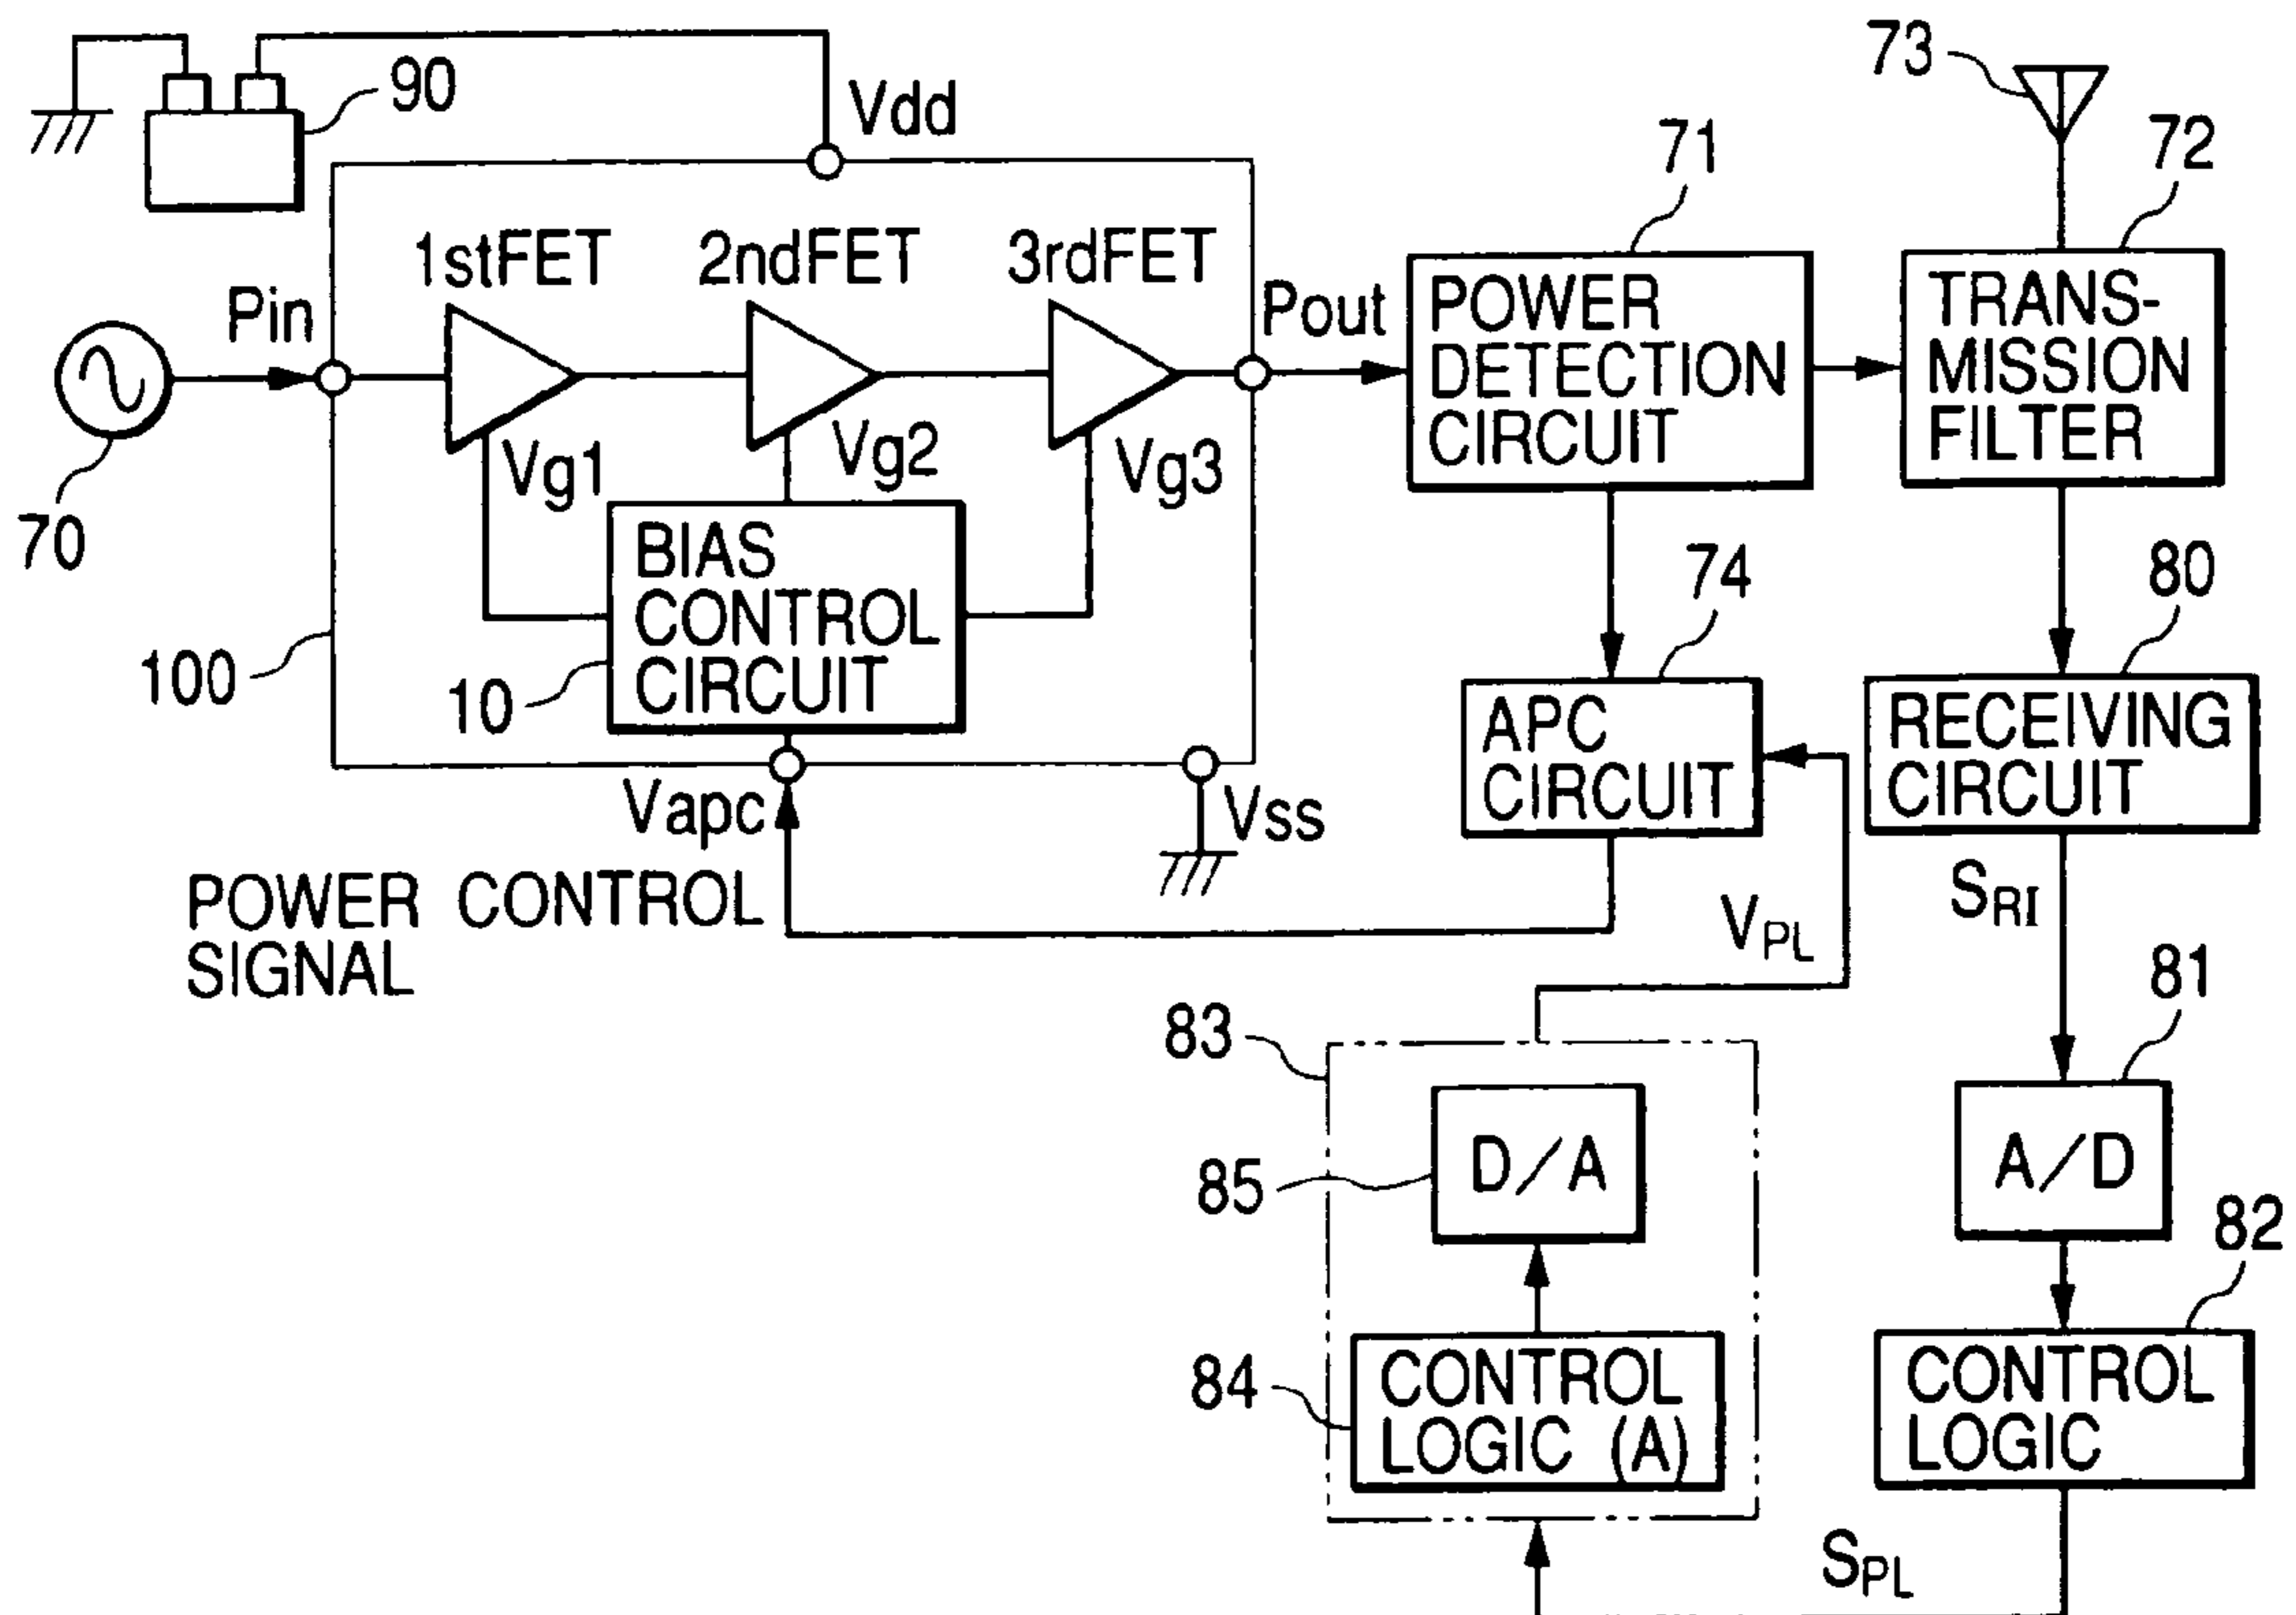 90
Vdd
73
71
72
1stFET
2ndFET
3rdFET
Pin
Pout
POWER
DETECTION
CIRCUIT
TRANS-
MISSION
FILTER
Vg1
Vg2
Vg3
70
BIAS
CONTROL
CIRCUIT
74
80
100
10
APC
CIRCUIT
RECEIVING
CIRCUIT
Vapc
Vss
POWER CONTROL
SIGNAL
VPL
SRI
83
81
85
D/A
A/D
82
84
CONTROL
LOGIC (A)
CONTROL
LOGIC
SPL